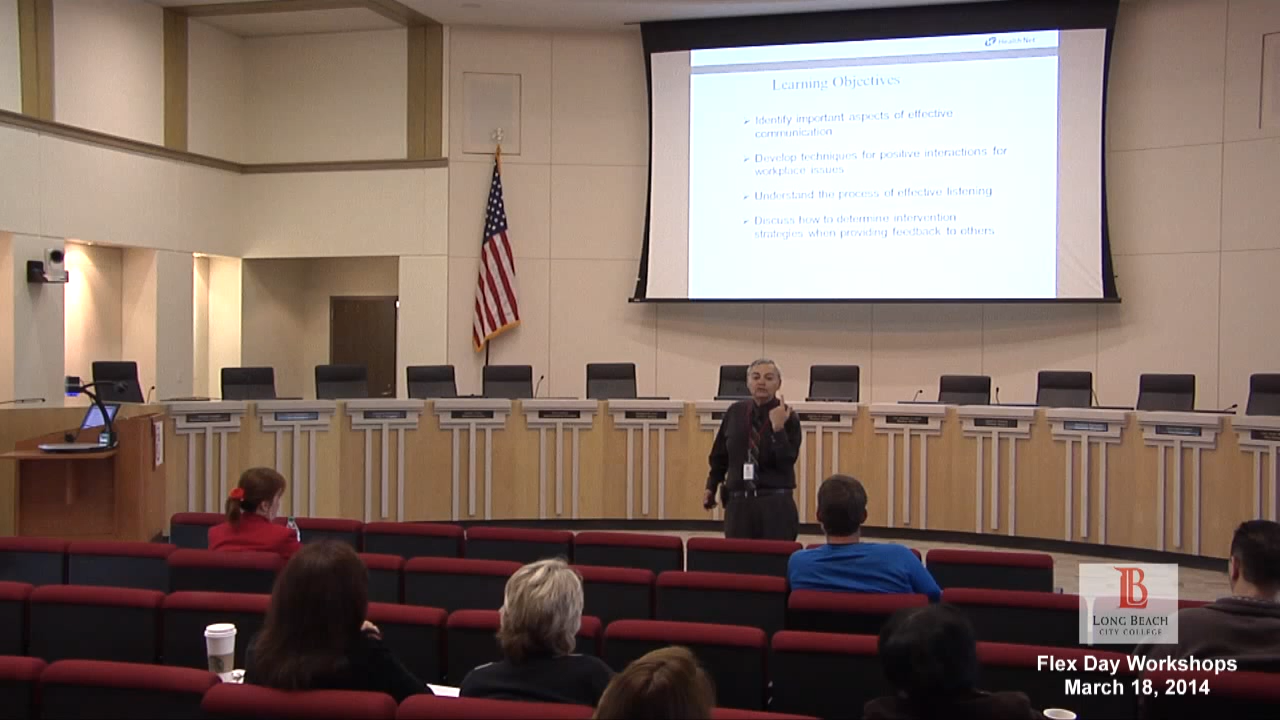 Health Net
Learning Objectives
Identify important aspects of effective
communication
Develop techniques for positive interactions for
workplace issues
Understand the process of effective listening
Discuss how to determine intervention
strategies when providing feedback to others
LB
LONG BEACH
CITY COLLEGE
Flex Day Workshops
March 18, 2014